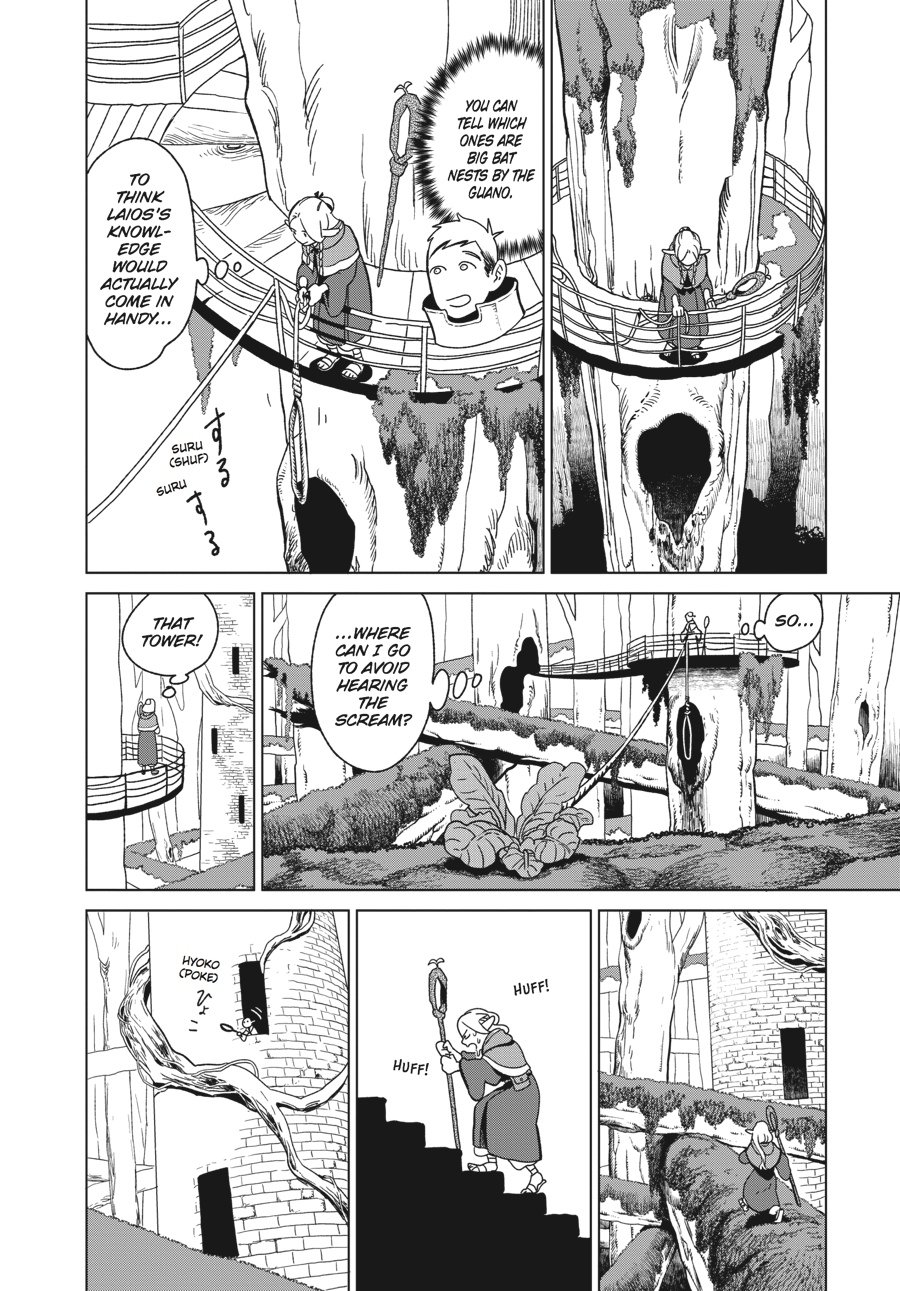 YOU CAN
TELL WHICH
ONES ARE
BIG BAT
NESTS BY THE
GUANO.
TO
THINK
LAIOS'S
KNOWL-
EDGE
WOULD
ACTUALLY
COME IN
HANDY...
する
SURU
(SHUF)
する
SURU
SO...
...WHERE
CAN I
GO TO
AVOID
HEARING
THE
SCREAM?
THAT
TOWER!
HUFF!
HUFF!
HYOKO
(POKE)
ひょこ